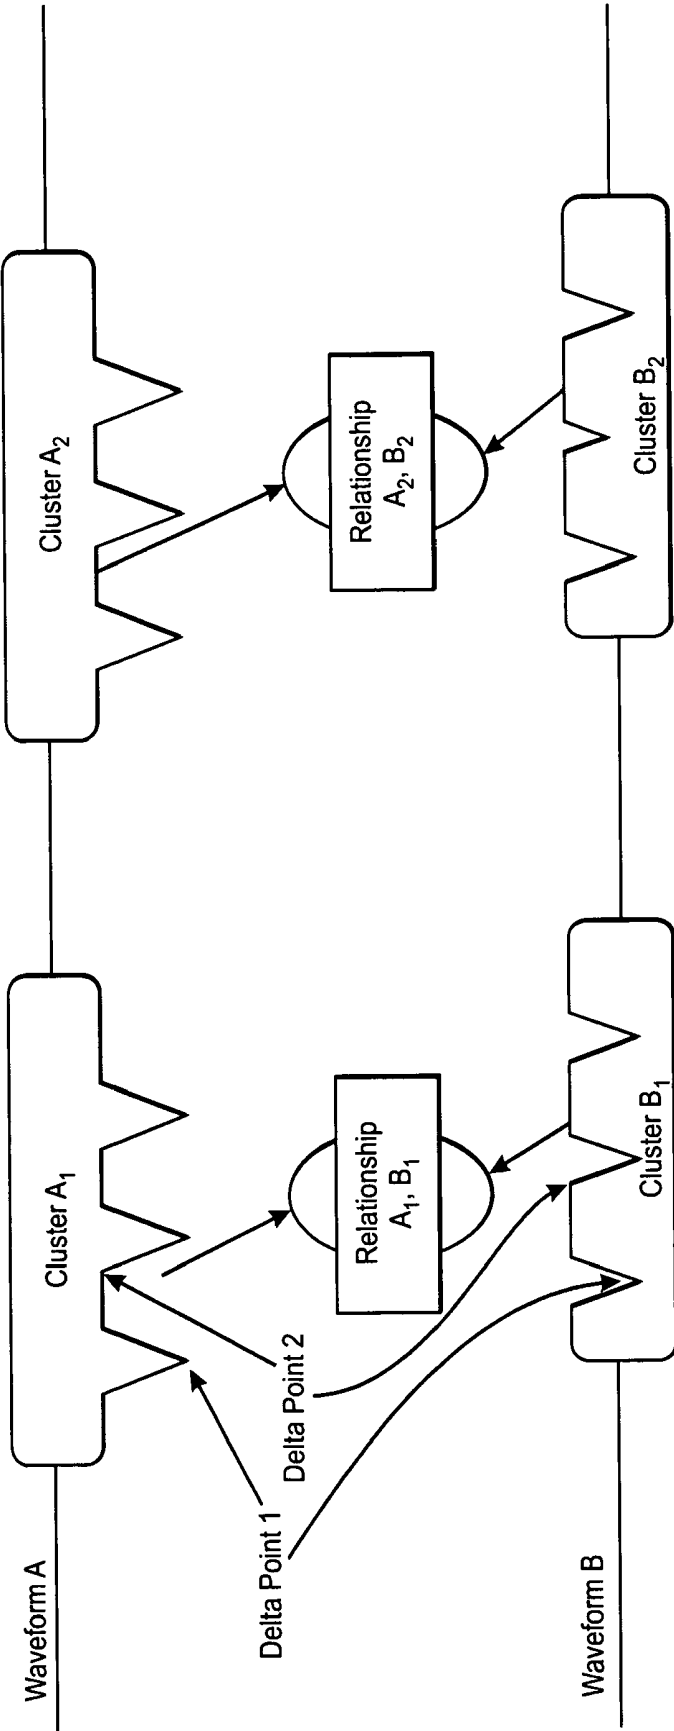 Waveform A
Cluster A₁
Cluster A₂
Delta Point 1
Delta Point 2
Relationship
A₁, B₁
Relationship
A₂, B₂
Waveform B
Cluster B₁
Cluster B₂